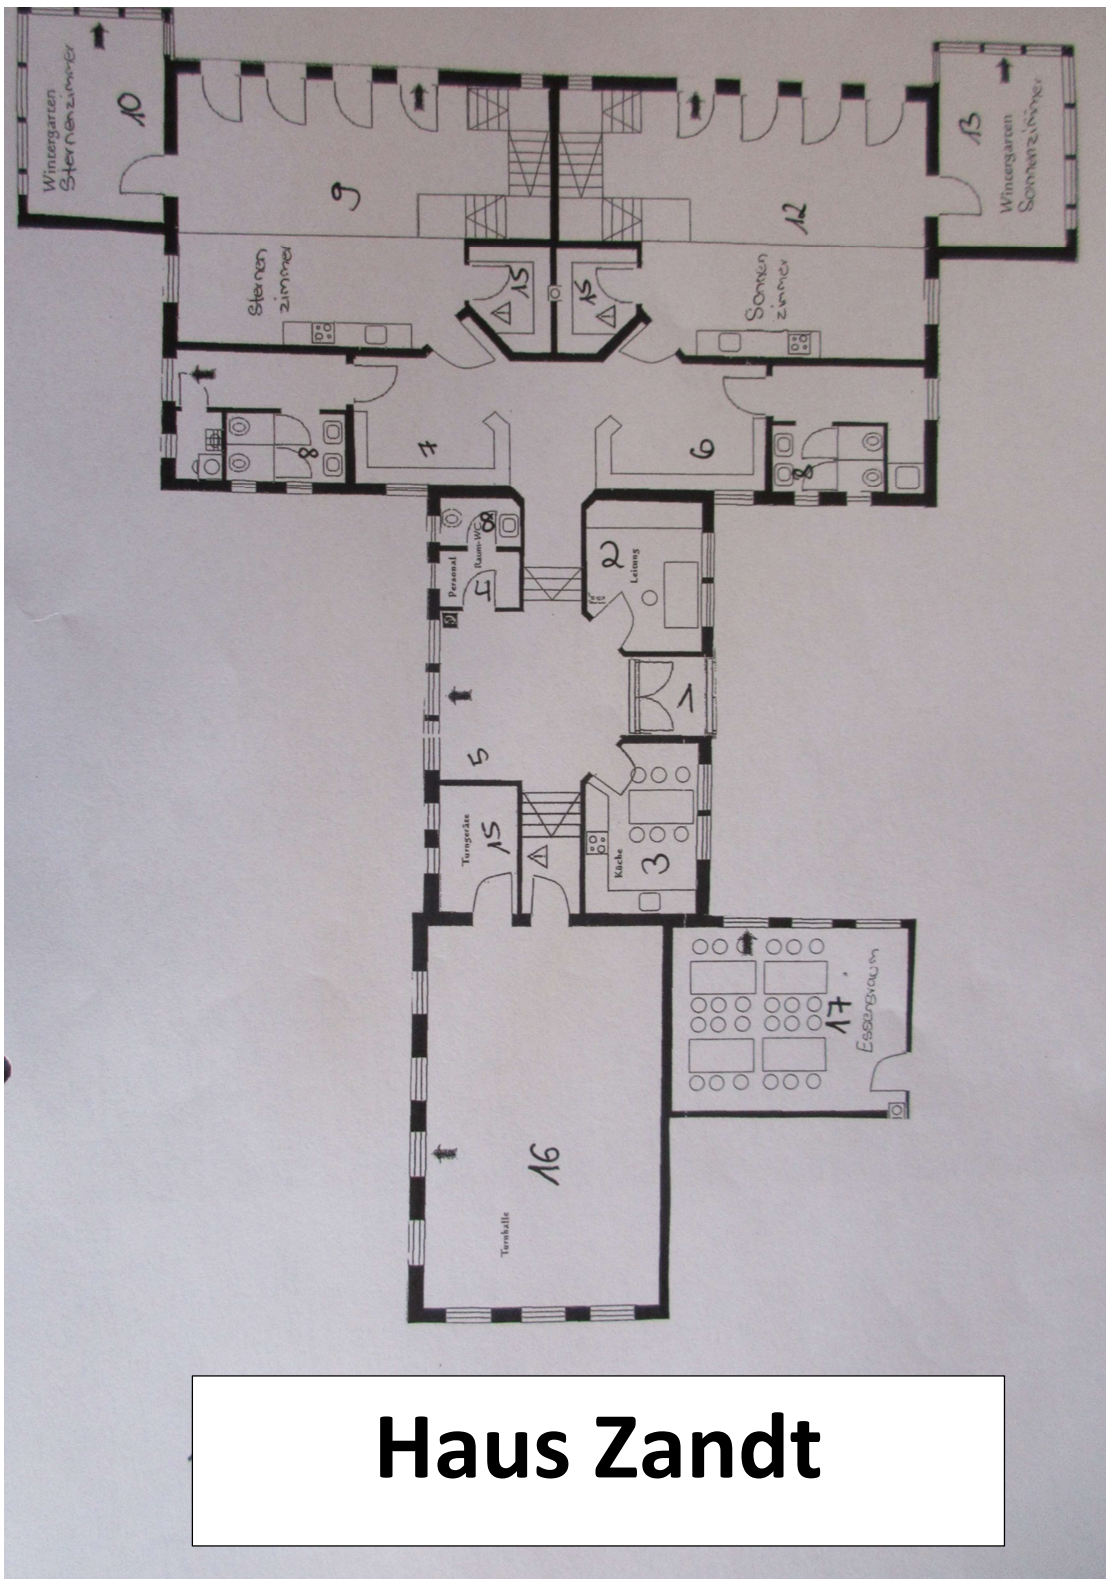 10
Wintergarten
Sternenzimmer
9
12
13
Wintergarten
Sonnenzimmer
Sternen
zimmer
15
15
Sonnen
zimmer
7
6
8
8
8
Raum-WC
Personal
4
2
Leitung
1
5
Turngeräte
15
Küche
3
17
Essensraum
16
Turnhalle
Haus Zandt